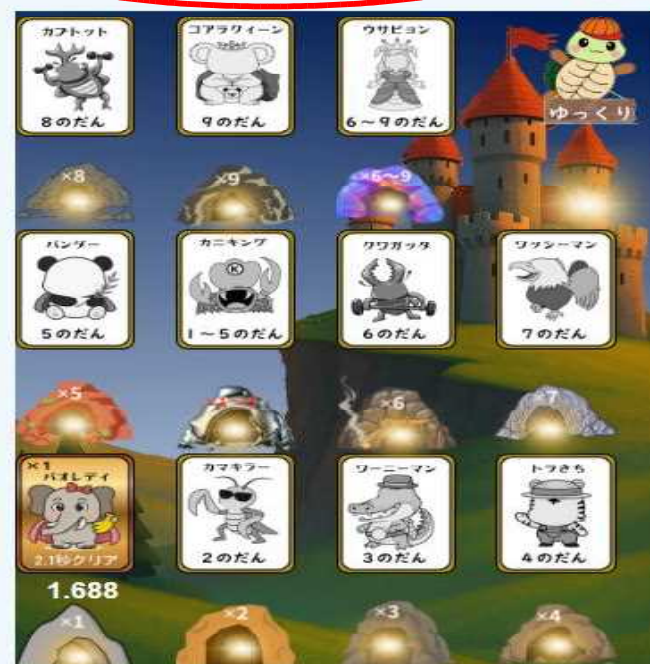 カブトット
8のだん
コアラクィーン
9のだん
ウサピョン
6～9のだん
ゆっくり
×8
×9
×6～9
パンダー
5のだん
カニキング
K
1～5のだん
クワガッタ
6のだん
ワッシーマン
7のだん
×5
×6
×7
×1
パオレディ
2.1秒クリア
カマキラー
2のだん
ワーニーマン
3のだん
トラきち
4のだん
1.688
×1
×2
×3
×4